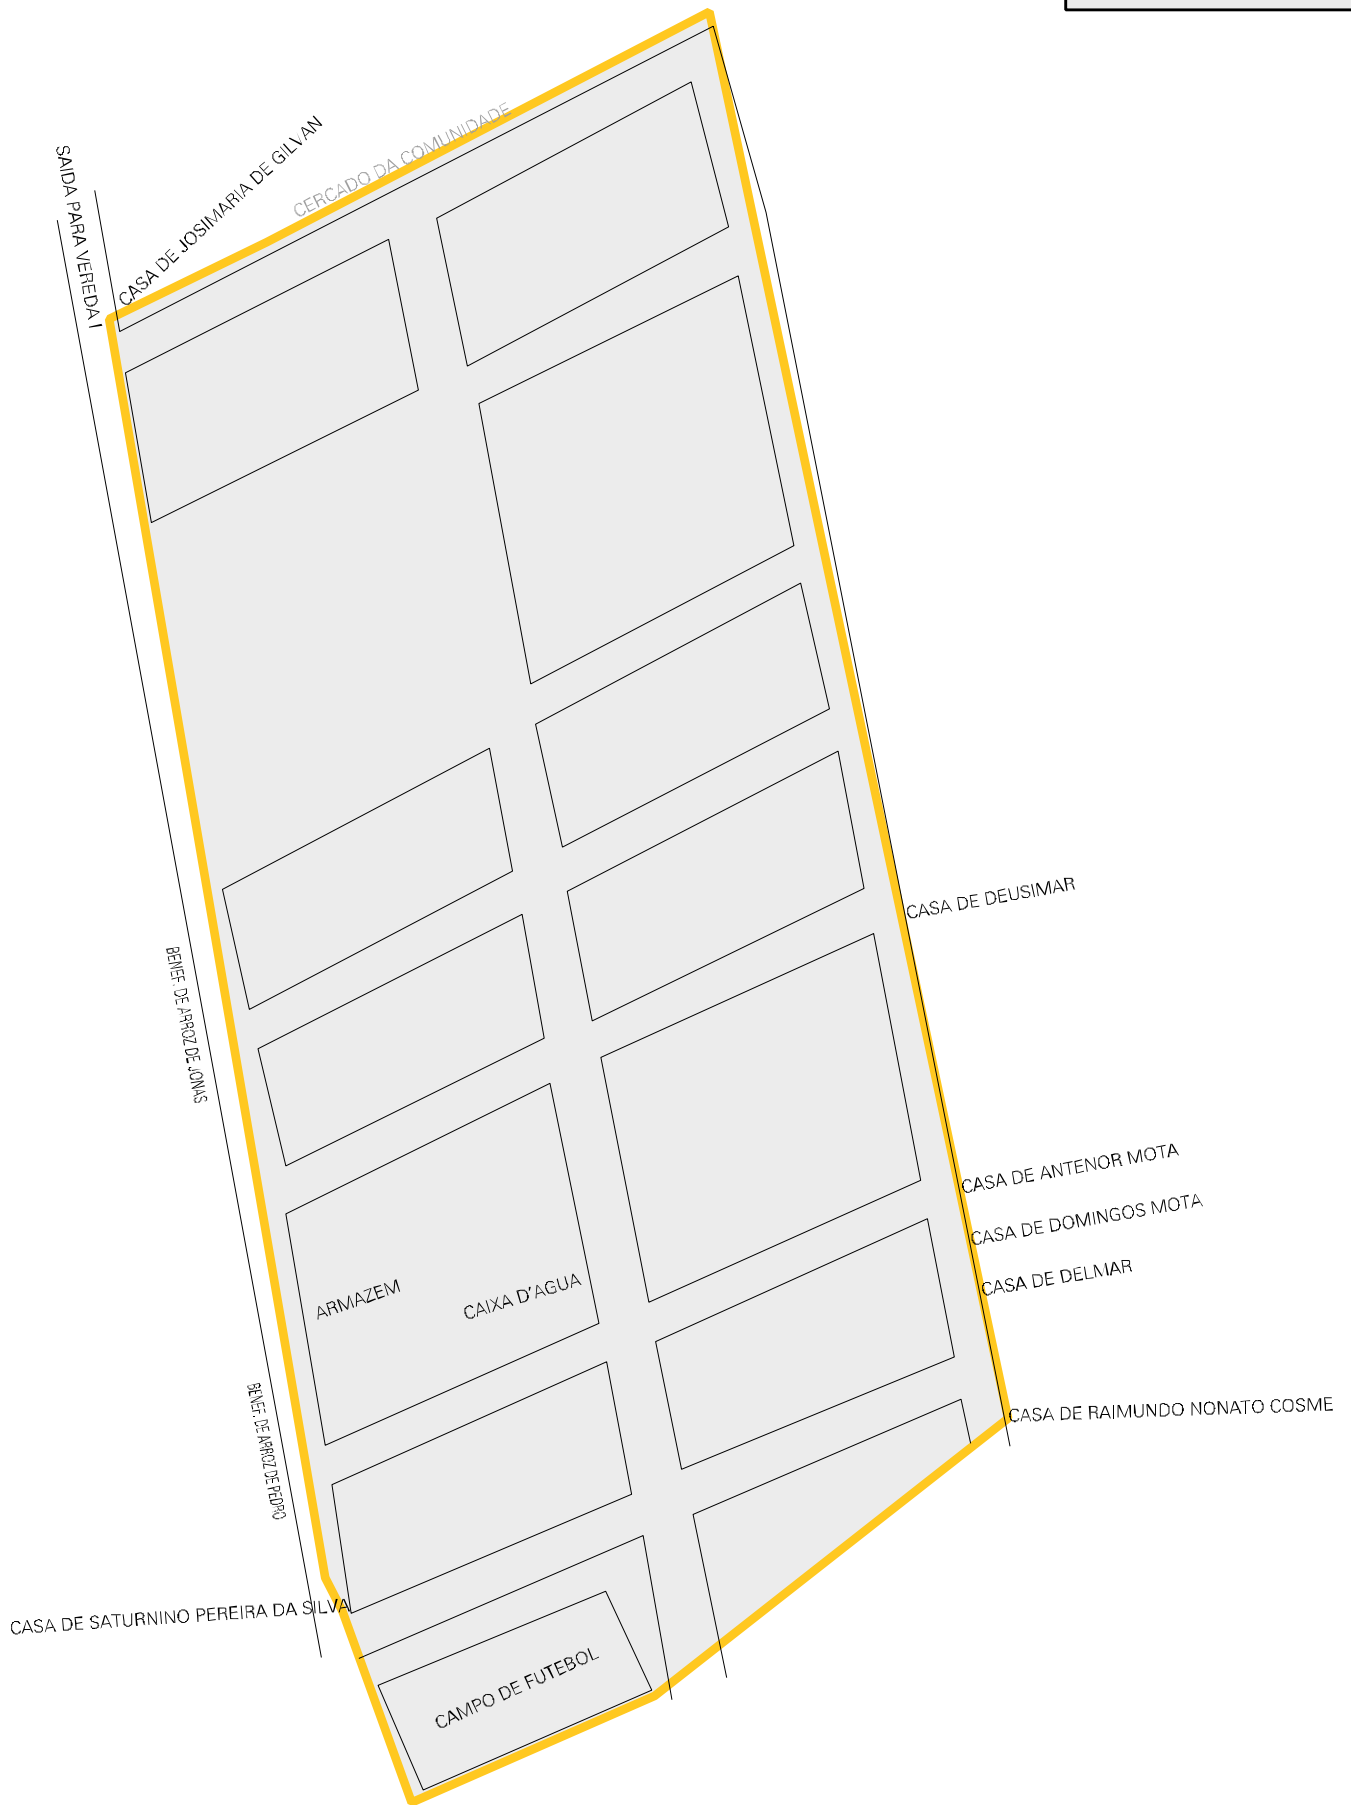 CERCADO DA COMUNIDADE
CASA DE JOSIMARIA DE GILVAN
SAIDA PARA VEREDA I
CASA DE DEUSIMAR
BENEF. DE ARROZ DE JONAS
CASA DE ANTENOR MOTA
CASA DE DOMINGOS MOTA
CASA DE DELMAR
ARMAZEM
CAIXA D'AGUA
CASA DE RAIMUNDO NONATO COSME
BENEF. DE ARROZ DE PEDRO
CASA DE SATURNINO PEREIRA DA SILVA
CAMPO DE FUTEBOL